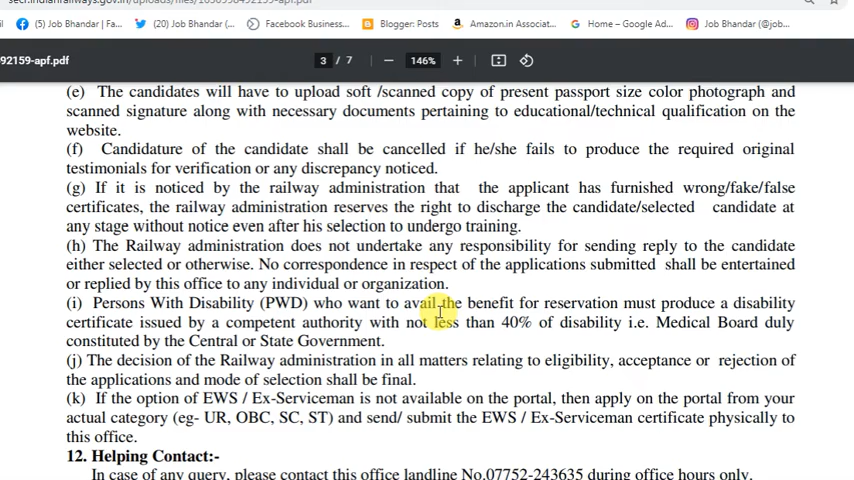 secr.indianrailways.gov.in/uploads/files/1656598492159-apf.pdf
(5) Job Bhandar | Fa...
(20) Job Bhandar (...
Facebook Business...
Blogger: Posts
Amazon.in Associat...
Home – Google Ad...
Job Bhandar (@job...
92159-apf.pdf
3 / 7
146%
(e) The candidates will have to upload soft /scanned copy of present passport size color photograph and
scanned signature along with necessary documents pertaining to educational/technical qualification on the
website.
(f) Candidature of the candidate shall be cancelled if he/she fails to produce the required original
testimonials for verification or any discrepancy noticed.
(g) If it is noticed by the railway administration that the applicant has furnished wrong/fake/false
certificates, the railway administration reserves the right to discharge the candidate/selected candidate at
any stage without notice even after his selection to undergo training.
(h) The Railway administration does not undertake any responsibility for sending reply to the candidate
either selected or otherwise. No correspondence in respect of the applications submitted shall be entertained
or replied by this office to any individual or organization.
(i) Persons With Disability (PWD) who want to avail the benefit for reservation must produce a disability
certificate issued by a competent authority with not less than 40% of disability i.e. Medical Board duly
constituted by the Central or State Government.
(j) The decision of the Railway administration in all matters relating to eligibility, acceptance or rejection of
the applications and mode of selection shall be final.
(k) If the option of EWS / Ex-Serviceman is not available on the portal, then apply on the portal from your
actual category (eg- UR, OBC, SC, ST) and send/ submit the EWS / Ex-Serviceman certificate physically to
this office.
12. Helping Contact:-
In case of any query, please contact this office landline No.07752-243635 during office hours only.